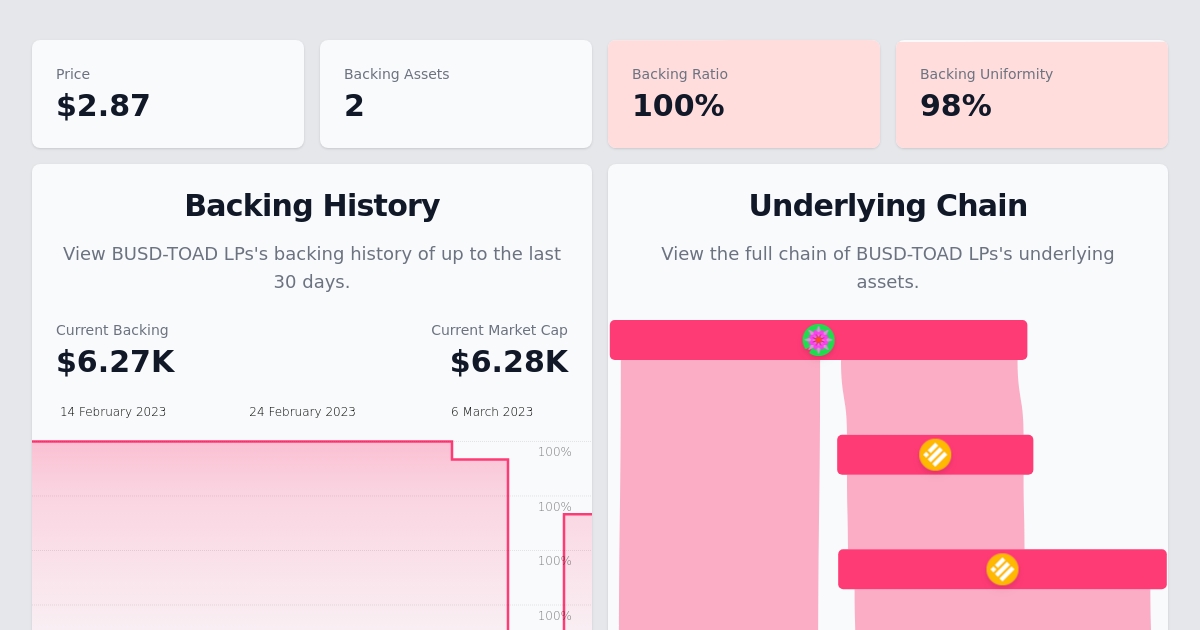 Price
$2.87
Backing Assets
2
Backing Ratio
100%
Backing Uniformity
98%
Backing History
View BUSD-TOAD LPs's backing history of up to the last
30 days.
Current Backing
$6.27K
Current Market Cap
$6.28K
14 February 2023
24 February 2023
6 March 2023
100%
100%
100%
100%
Underlying Chain
View the full chain of BUSD-TOAD LPs's underlying
assets.